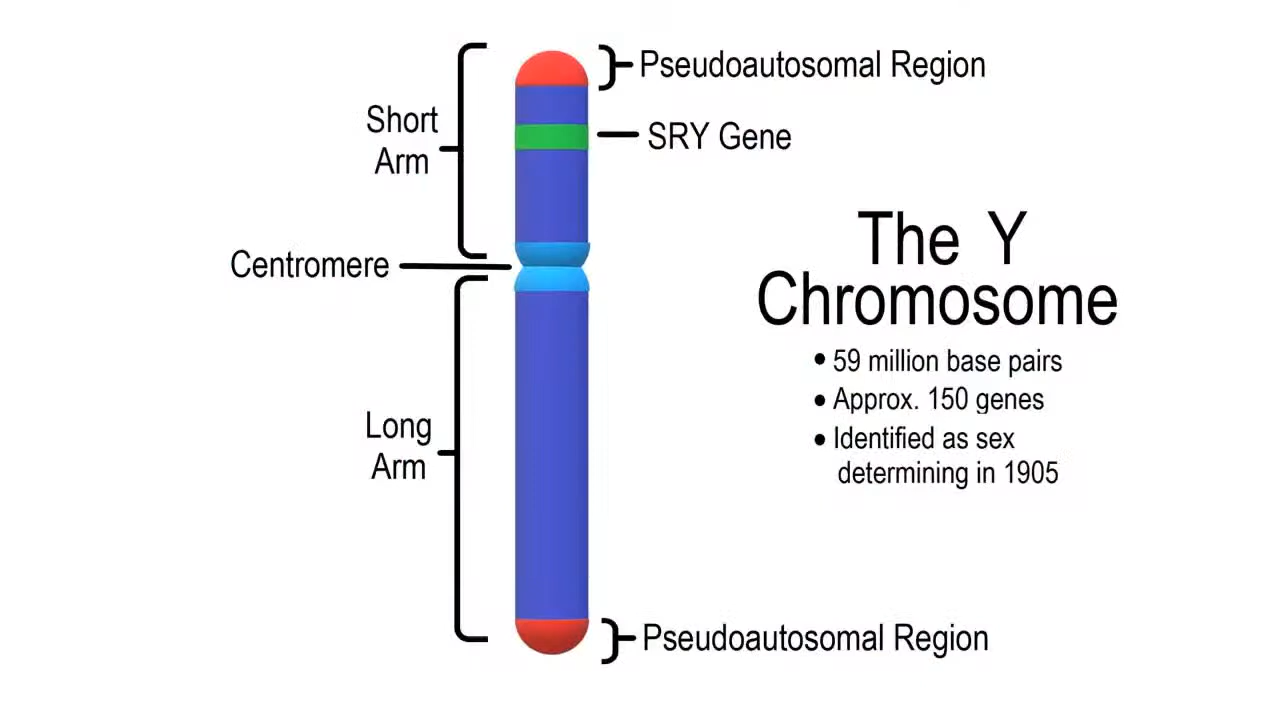 Pseudoautosomal Region
Short
Arm
SRY Gene
Centromere
The Y
Chromosome
• 59 million base pairs
• Approx. 150 genes
• Identified as sex
determining in 1905
Long
Arm
Pseudoautosomal Region